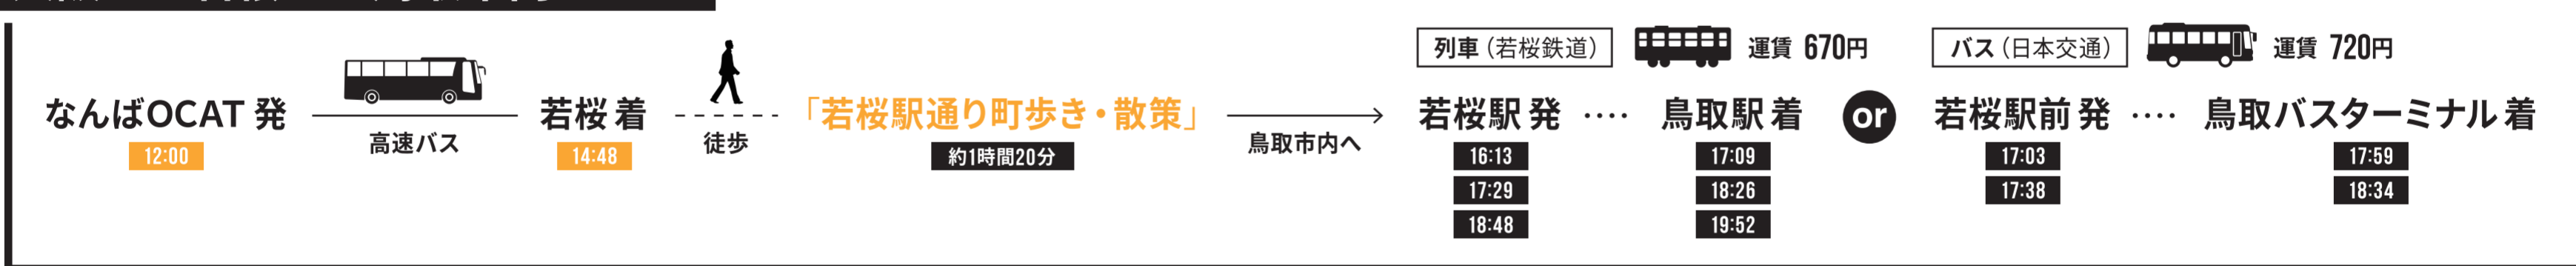 列車（若桜鉄道） 運賃 670円 バス（日本交通） 運賃 720円
なんばOCAT 発 若桜 着 「若桜駅通り町歩き・散策」 若桜駅 発 ‥‥ 鳥取駅 着 or 若桜駅前 発 ‥‥ 鳥取バスターミナル 着
高速バス 徒歩 鳥取市内へ
12:00 14:48 約1時間20分 16:13 17:09 17:03 17:59
17:29 18:26 17:38 18:34
18:48 19:52